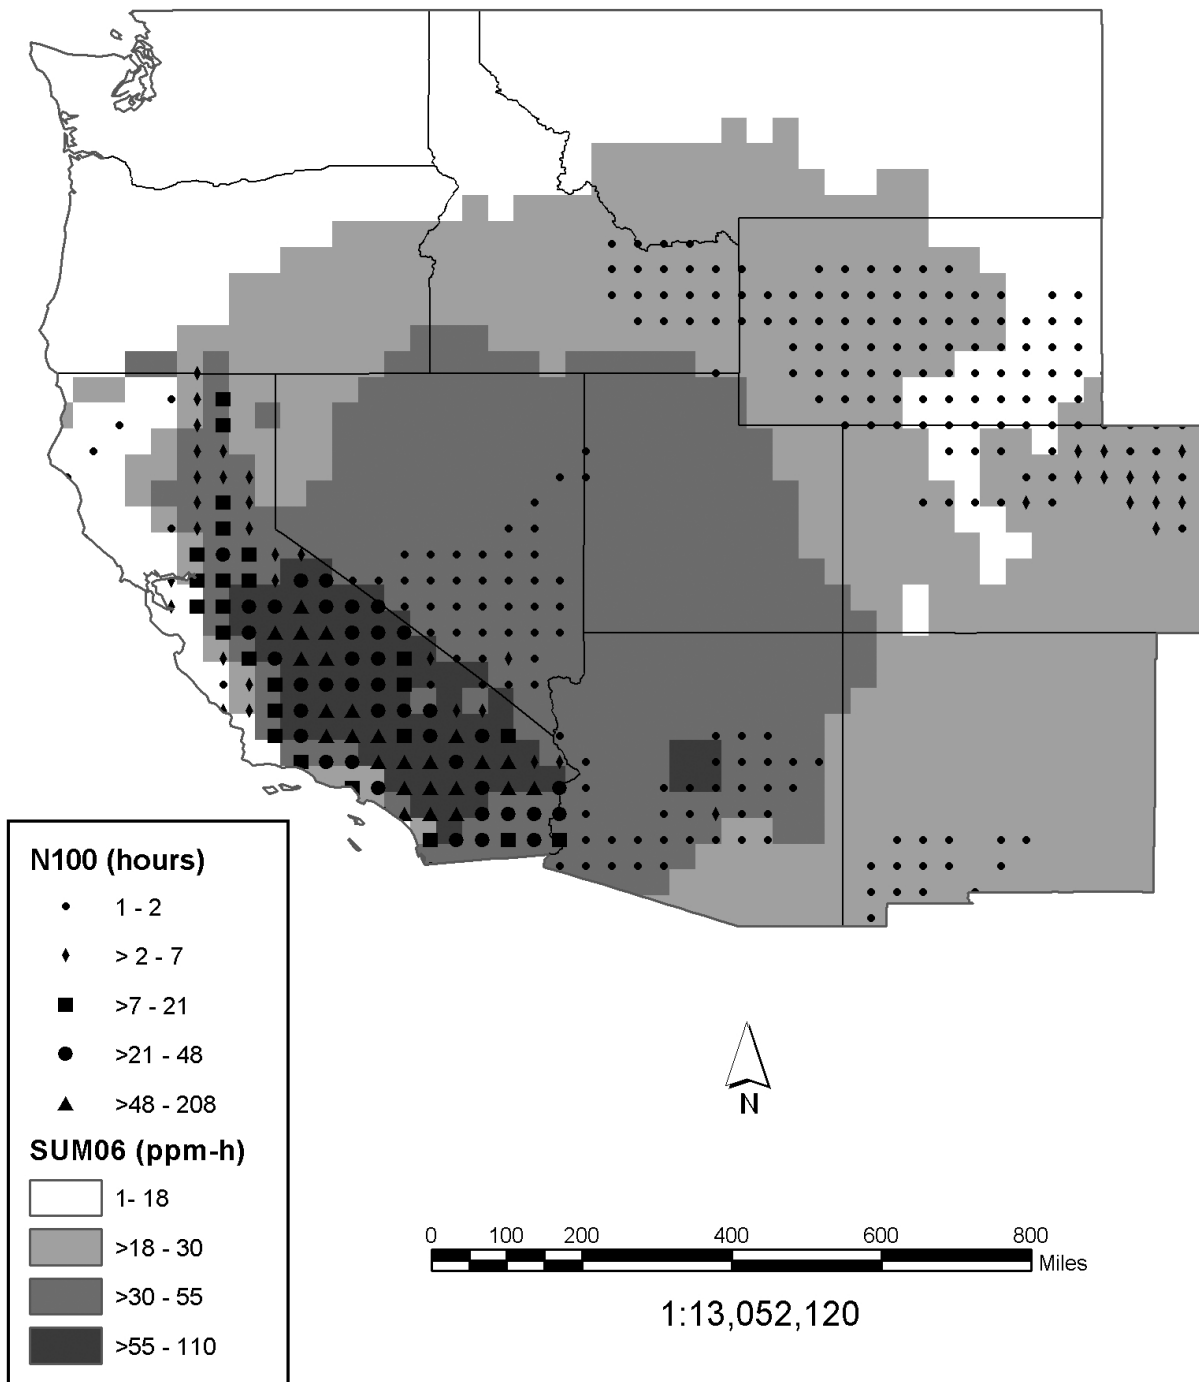 N100 (hours)
1 - 2
> 2 - 7
>7 - 21
>21 - 48
>48 - 208
SUM06 (ppm-h)
1- 18
>18 - 30
>30 - 55
>55 - 110
N
0 100 200 400 600 800
Miles
1:13,052,120